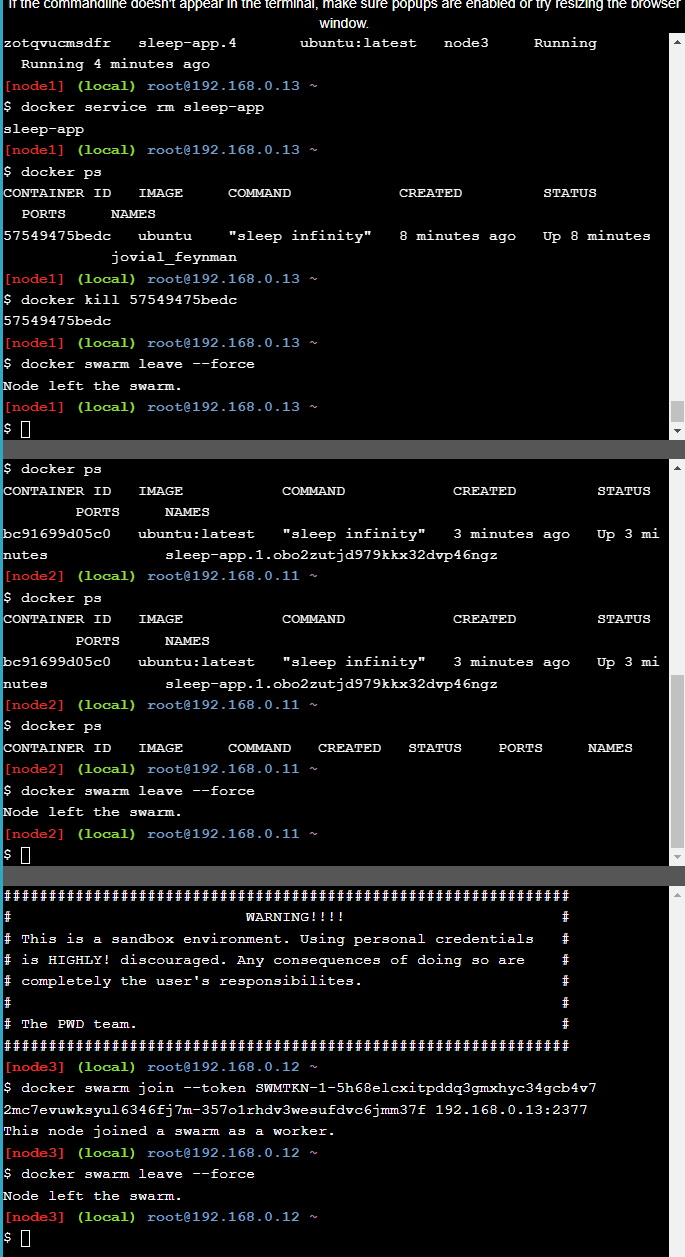 If the commandline doesn't appear in the terminal, make sure popups are enabled or try resizing the browser
window.
zotqvucmsdfr   sleep-app.4       ubuntu:latest   node3     Running
  Running 4 minutes ago
[node1] (local) root@192.168.0.13 ~
$ docker service rm sleep-app
sleep-app
[node1] (local) root@192.168.0.13 ~
$ docker ps
CONTAINER ID   IMAGE     COMMAND            CREATED         STATUS
  PORTS     NAMES
57549475bedc   ubuntu    "sleep infinity"   8 minutes ago   Up 8 minutes
            jovial_feynman
[node1] (local) root@192.168.0.13 ~
$ docker kill 57549475bedc
57549475bedc
[node1] (local) root@192.168.0.13 ~
$ docker swarm leave --force
Node left the swarm.
[node1] (local) root@192.168.0.13 ~
$
$ docker ps
CONTAINER ID   IMAGE           COMMAND            CREATED         STATUS
        PORTS     NAMES
bc91699d05c0   ubuntu:latest   "sleep infinity"   3 minutes ago   Up 3 mi
nutes             sleep-app.1.obo2zutjd979kkx32dvp46ngz
[node2] (local) root@192.168.0.11 ~
$ docker ps
CONTAINER ID   IMAGE           COMMAND            CREATED         STATUS
        PORTS     NAMES
bc91699d05c0   ubuntu:latest   "sleep infinity"   3 minutes ago   Up 3 mi
nutes             sleep-app.1.obo2zutjd979kkx32dvp46ngz
[node2] (local) root@192.168.0.11 ~
$ docker ps
CONTAINER ID   IMAGE     COMMAND   CREATED   STATUS    PORTS     NAMES
[node2] (local) root@192.168.0.11 ~
$ docker swarm leave --force
Node left the swarm.
[node2] (local) root@192.168.0.11 ~
$
###############################################################
#                          WARNING!!!!                        #
# This is a sandbox environment. Using personal credentials   #
# is HIGHLY! discouraged. Any consequences of doing so are    #
# completely the user's responsibilites.                      #
#                                                             #
# The PWD team.                                               #
###############################################################
[node3] (local) root@192.168.0.12 ~
$ docker swarm join --token SWMTKN-1-5h68elcxitpddq3gmxhyc34gcb4v7
2mc7evuwksyul6346fj7m-357o1rhdv3wesufdvc6jmm37f 192.168.0.13:2377
This node joined a swarm as a worker.
[node3] (local) root@192.168.0.12 ~
$ docker swarm leave --force
Node left the swarm.
[node3] (local) root@192.168.0.12 ~
$